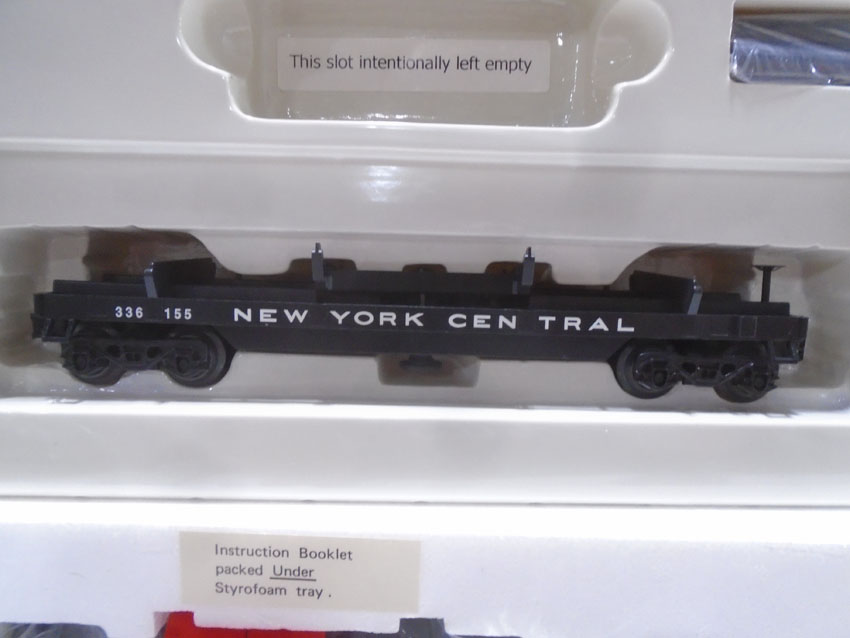 This slot intentionally left empty
336 155 NEW YORK CEN TRAL
Instruction Booklet
packed Under
Styrofoam tray.